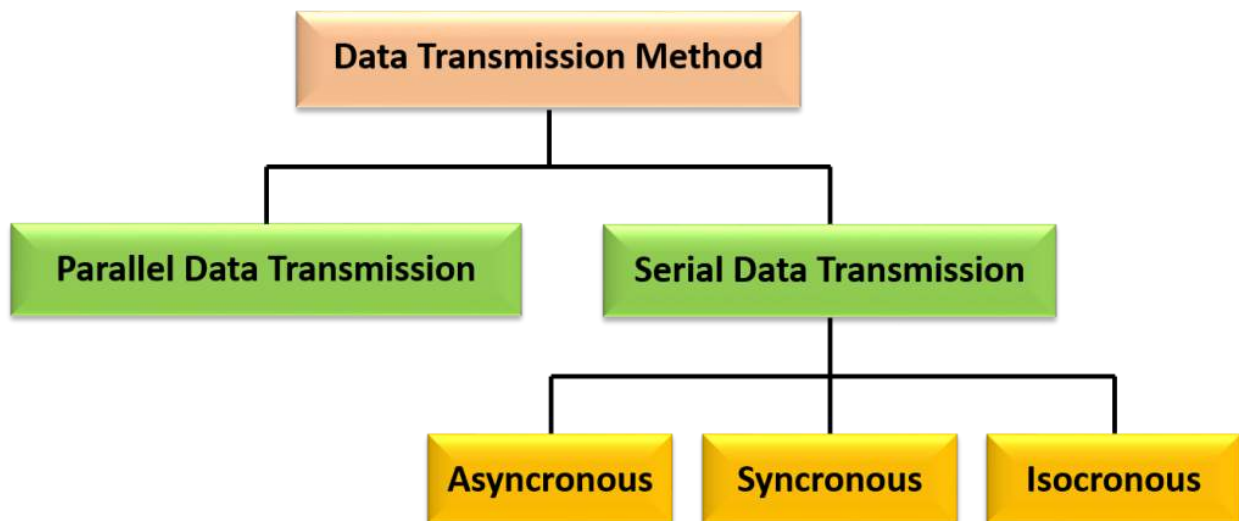 Data Transmission Method
Parallel Data Transmission
Serial Data Transmission
Asyncronous
Syncronous
Isocronous